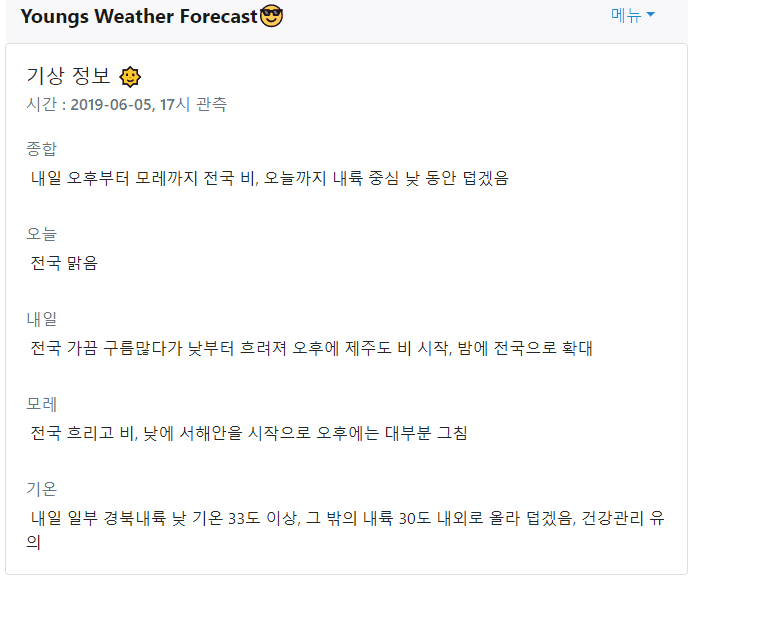 Youngs Weather Forecast😎
메뉴
기상 정보 🌞
시간 : 2019-06-05, 17시 관측
종합
내일 오후부터 모레까지 전국 비, 오늘까지 내륙 중심 낮 동안 덥겠음
오늘
전국 맑음
내일
전국 가끔 구름많다가 낮부터 흐려져 오후에 제주도 비 시작, 밤에 전국으로 확대
모레
전국 흐리고 비, 낮에 서해안을 시작으로 오후에는 대부분 그침
기온
내일 일부 경북내륙 낮 기온 33도 이상, 그 밖의 내륙 30도 내외로 올라 덥겠음, 건강관리 유
의